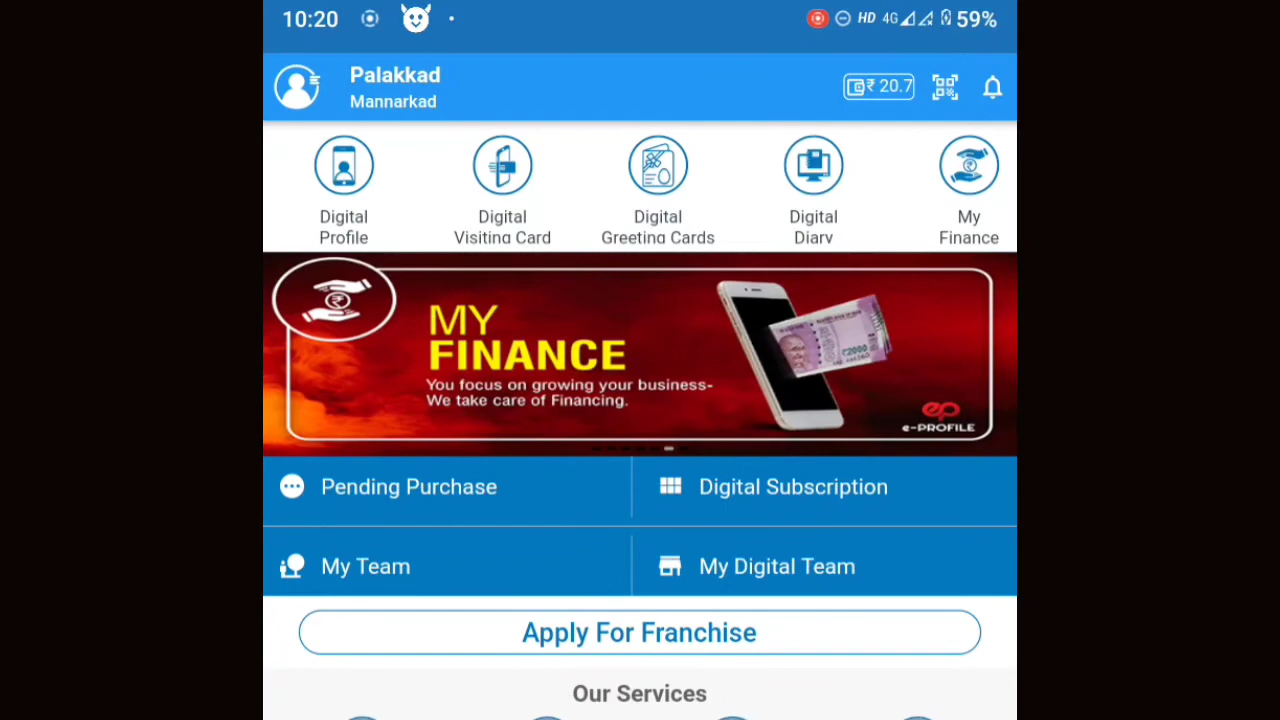 10:20
HD 4G 59%
Palakkad
Mannarkad
₹ 20.7
Digital Profile
Digital Visiting Card
Digital Greeting Cards
Digital Diary
My Finance
MY
FINANCE
You focus on growing your business-
We take care of Financing.
₹2000
ep
e-PROFILE
Pending Purchase
Digital Subscription
My Team
My Digital Team
Apply For Franchise
Our Services